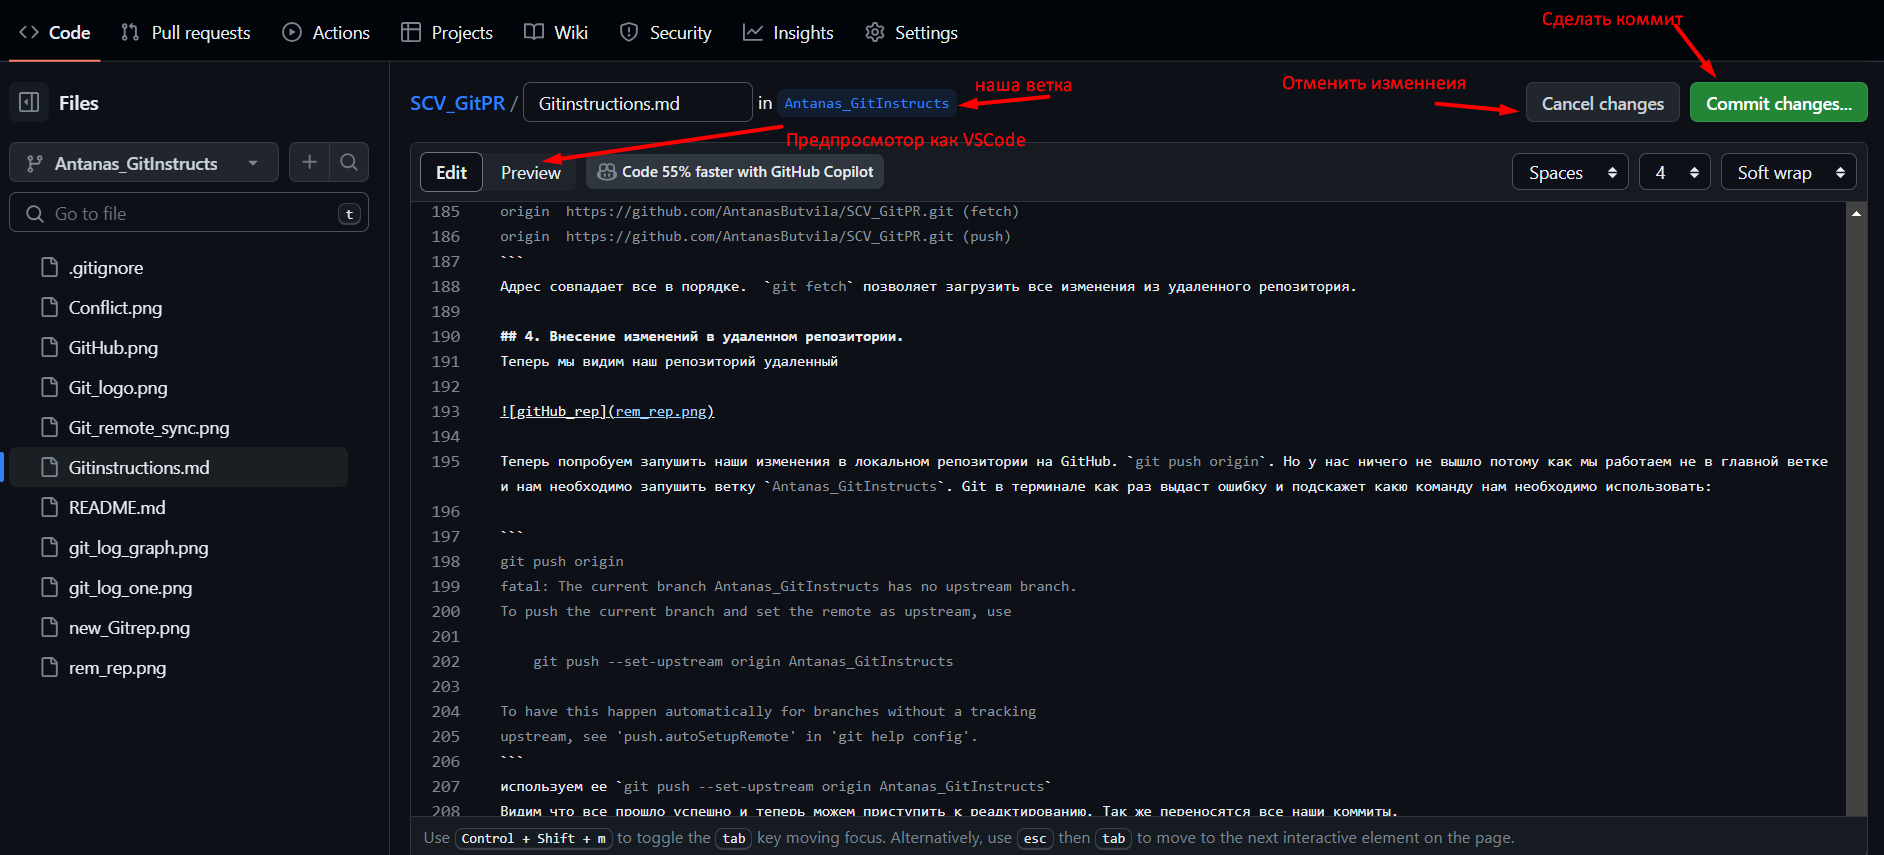 Code Pull requests Actions Projects Wiki Security Insights Settings
Сделать коммит
Files
SCV_GitPR / Gitinstructions.md in Antanas_GitInstructs
наша ветка
Отменить изменнеия
Cancel changes
Commit changes...
Предпросмотор как VSCode
Antanas_GitInstructs
Edit Preview Code 55% faster with GitHub Copilot Spaces 4 Soft wrap
Go to file t
.gitignore
Conflict.png
GitHub.png
Git_logo.png
Git_remote_sync.png
Gitinstructions.md
README.md
git_log_graph.png
git_log_one.png
new_Gitrep.png
rem_rep.png
185 origin  https://github.com/AntanasButvila/SCV_GitPR.git (fetch)
186 origin  https://github.com/AntanasButvila/SCV_GitPR.git (push)
187 ```
188 Адрес совпадает все в порядке.  `git fetch` позволяет загрузить все изменения из удаленного репозитория.
189
190 ## 4. Внесение изменений в удаленном репозитории.
191 Теперь мы видим наш репозиторий удаленный
192
193 ![gitHub_rep](rem_rep.png)
194
195 Теперь попробуем запушить наши изменения в локальном репозитории на GitHub. `git push origin`. Но у нас ничего не вышло потому как мы работаем не в главной ветке
и нам необходимо запушить ветку `Antanas_GitInstructs`. Git в терминале как раз выдаст ошибку и подскажет какю команду нам необходимо использовать:
196
197 ```
198 git push origin
199 fatal: The current branch Antanas_GitInstructs has no upstream branch.
200 To push the current branch and set the remote as upstream, use
201
202     git push --set-upstream origin Antanas_GitInstructs
203
204 To have this happen automatically for branches without a tracking
205 upstream, see 'push.autoSetupRemote' in 'git help config'.
206 ```
207 используем ее `git push --set-upstream origin Antanas_GitInstructs`
208 Видим что все прошло успешно и теперь можем приступить к реадктированию. Так же переносятся все наши коммиты.
Use Control + Shift + m to toggle the tab key moving focus. Alternatively, use esc then tab to move to the next interactive element on the page.